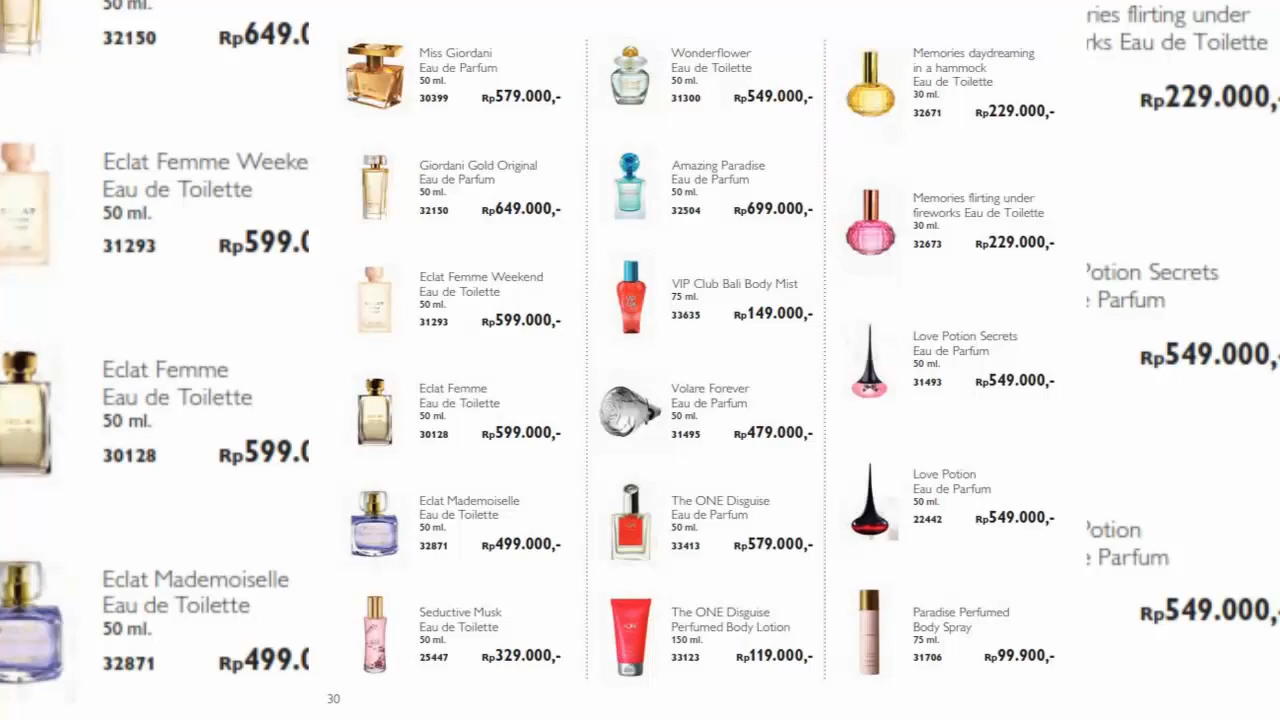 50 ml.
32150 Rp649.0
Eclat Femme Weeke
Eau de Toilette
50 ml.
31293 Rp599.0
Eclat Femme
Eau de Toilette
50 ml.
30128 Rp599.0
Eclat Mademoiselle
Eau de Toilette
50 ml.
32871 Rp499.0
Miss Giordani
Eau de Parfum
50 ml.
30399 Rp579.000,-
Giordani Gold Original
Eau de Parfum
50 ml.
32150 Rp649.000,-
Eclat Femme Weekend
Eau de Toilette
50 ml.
31293 Rp599.000,-
Eclat Femme
Eau de Toilette
50 ml.
30128 Rp599.000,-
Eclat Mademoiselle
Eau de Toilette
50 ml.
32871 Rp499.000,-
Seductive Musk
Eau de Toilette
50 ml.
25447 Rp329.000,-
30
Wonderflower
Eau de Toilette
50 ml.
31300 Rp549.000,-
Amazing Paradise
Eau de Parfum
50 ml.
32504 Rp699.000,-
VIP Club Bali Body Mist
75 ml.
33635 Rp149.000,-
Volare Forever
Eau de Parfum
50 ml.
31495 Rp479.000,-
The ONE Disguise
Eau de Parfum
50 ml.
33413 Rp579.000,-
The ONE Disguise
Perfumed Body Lotion
150 ml.
33123 Rp119.000,-
Memories daydreaming
in a hammock
Eau de Toilette
30 ml.
32671 Rp229.000,-
Memories flirting under
fireworks Eau de Toilette
30 ml.
32673 Rp229.000,-
Love Potion Secrets
Eau de Parfum
50 ml.
31493 Rp549.000,-
Love Potion
Eau de Parfum
50 ml.
22442 Rp549.000,-
Paradise Perfumed
Body Spray
75 ml.
31706 Rp99.900,-
ries flirting under
rks Eau de Toilette
Rp229.000,-
Potion Secrets
e Parfum
Rp549.000,-
Potion
e Parfum
Rp549.000,-